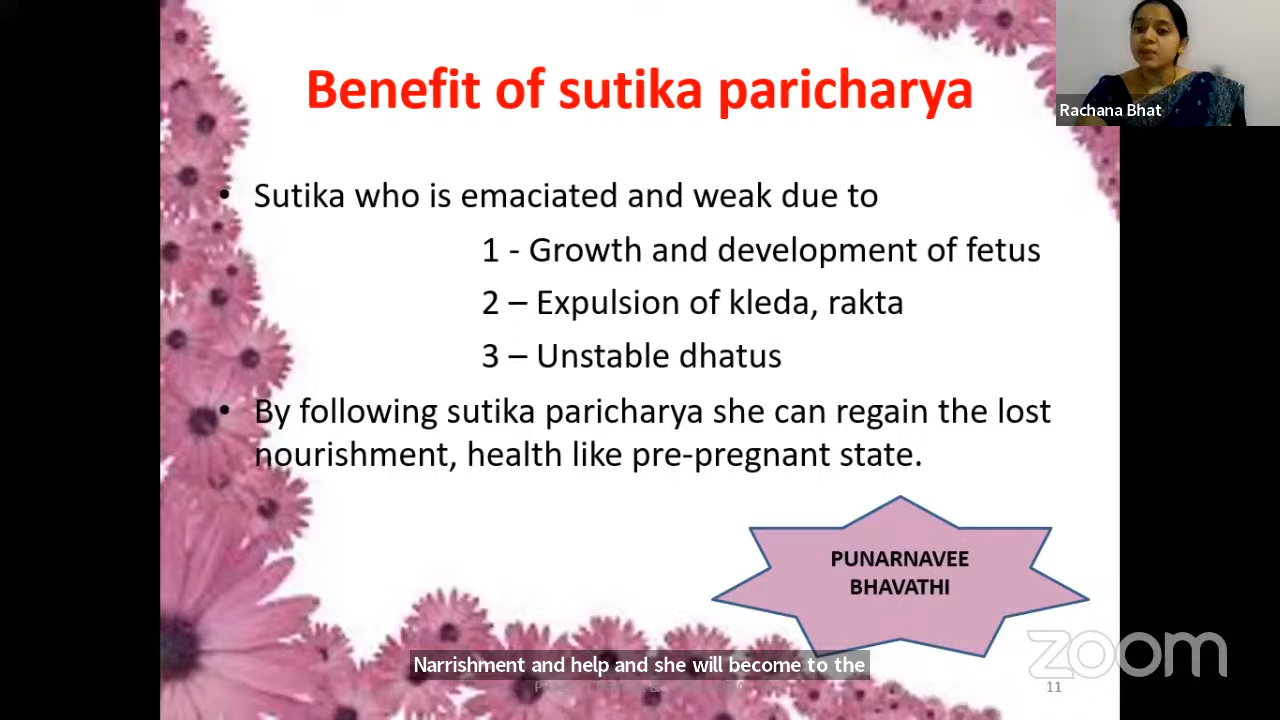 Benefit of sutika paricharya
Rachana Bhat
• Sutika who is emaciated and weak due to
1 - Growth and development of fetus
2 – Expulsion of kleda, rakta
3 – Unstable dhatus
• By following sutika paricharya she can regain the lost
nourishment, health like pre-pregnant state.
PUNARNAVEE
BHAVATHI
zoom
Narrishment and help and she will become to the
11